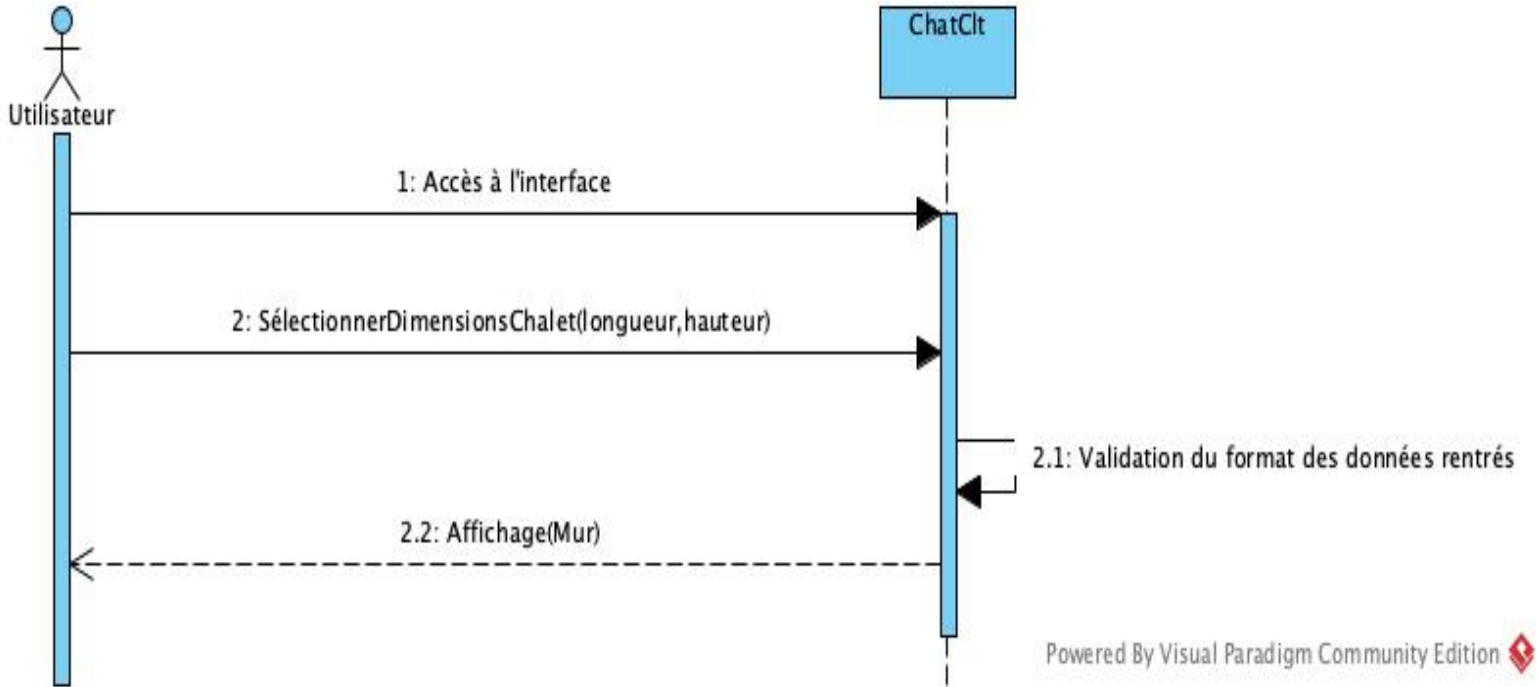 ChatClt
Utilisateur
1: Accès à l'interface
2: SélectionnerDimensionsChalet(longueur,hauteur)
2.1: Validation du format des données rentrés
2.2: Affichage(Mur)
Powered By Visual Paradigm Community Edition